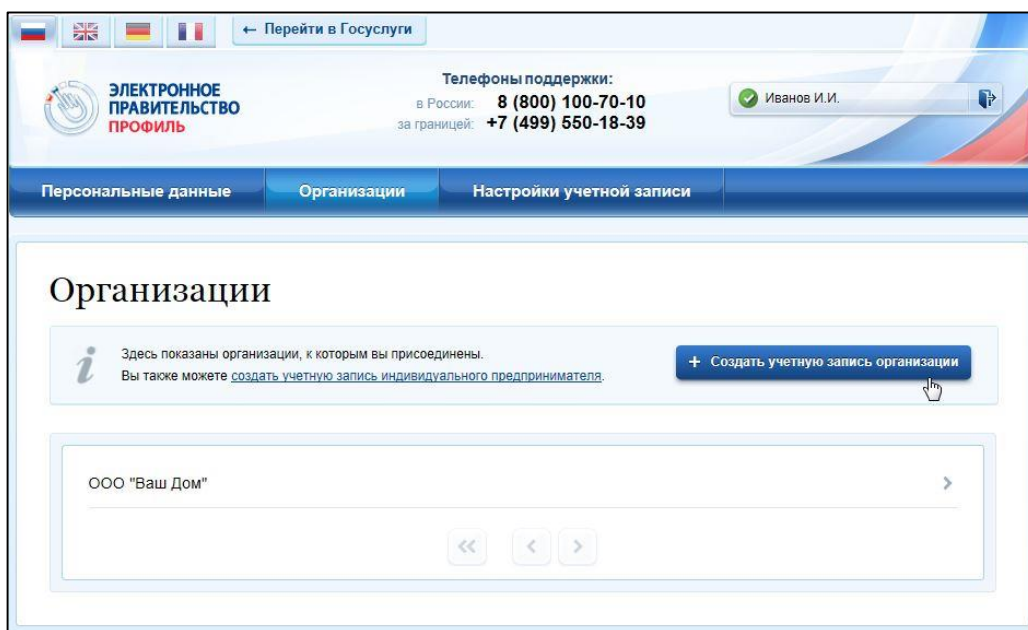 ← Перейти в Госуслуги
ЭЛЕКТРОННОЕ
ПРАВИТЕЛЬСТВО
ПРОФИЛЬ
Телефоны поддержки:
в России: 8 (800) 100-70-10
за границей: +7 (499) 550-18-39
Иванов И.И.
Персональные данные
Организации
Настройки учетной записи
Организации
Здесь показаны организации, к которым вы присоединены.
Вы также можете создать учетную запись индивидуального предпринимателя.
+ Создать учетную запись организации
ООО "Ваш Дом"